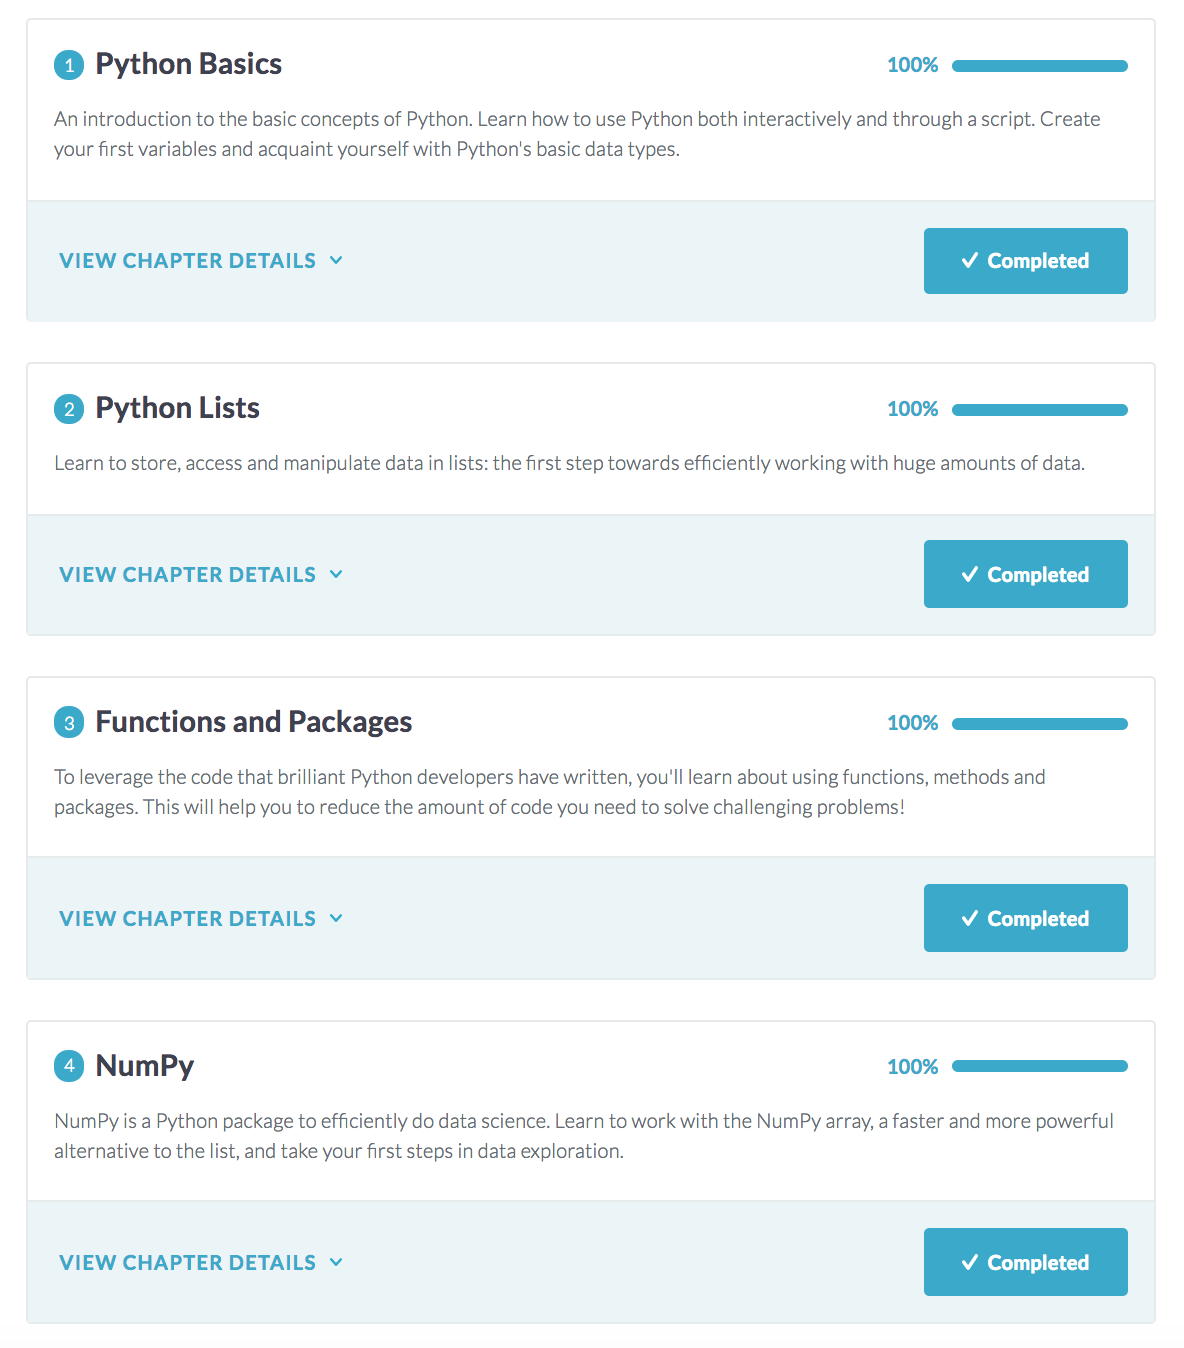 1 Python Basics 100%
An introduction to the basic concepts of Python. Learn how to use Python both interactively and through a script. Create
your first variables and acquaint yourself with Python's basic data types.
VIEW CHAPTER DETAILS Completed
2 Python Lists 100%
Learn to store, access and manipulate data in lists: the first step towards efficiently working with huge amounts of data.
VIEW CHAPTER DETAILS Completed
3 Functions and Packages 100%
To leverage the code that brilliant Python developers have written, you'll learn about using functions, methods and
packages. This will help you to reduce the amount of code you need to solve challenging problems!
VIEW CHAPTER DETAILS Completed
4 NumPy 100%
NumPy is a Python package to efficiently do data science. Learn to work with the NumPy array, a faster and more powerful
alternative to the list, and take your first steps in data exploration.
VIEW CHAPTER DETAILS Completed